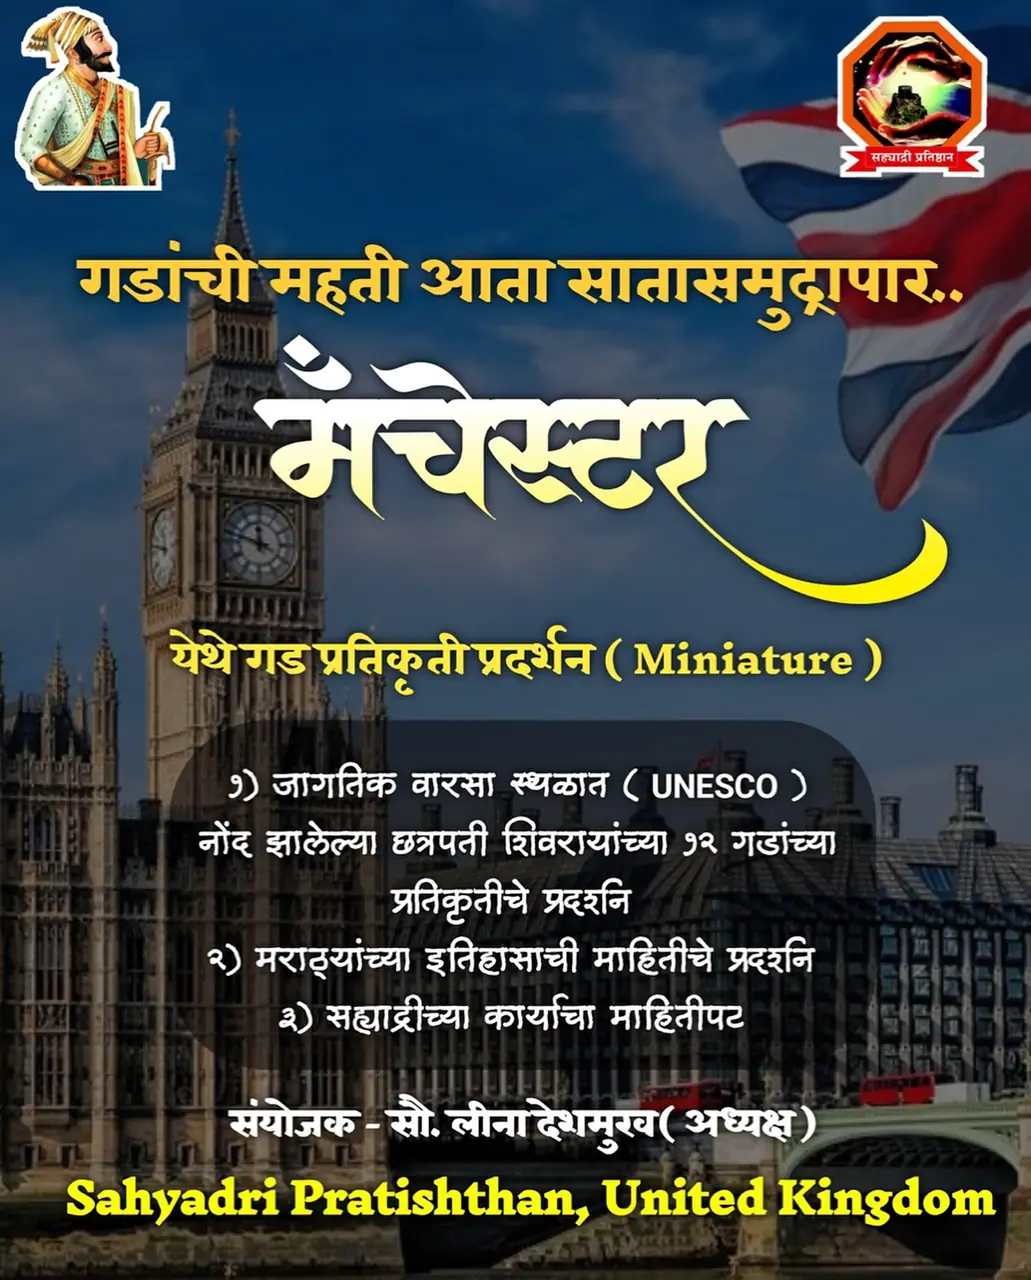 सह्याद्री प्रतिष्ठान
गडांची महती आता सातासमुद्रापार..
मँचेस्टर
येथे गड प्रतिकृती प्रदर्शन ( Miniature )
१) जागतिक वारसा स्थळात ( UNESCO )
नोंद झालेल्या छत्रपती शिवरायांच्या १२ गडांच्या
प्रतिकृतीचे प्रदर्शन
२) मराठ्यांच्या इतिहासाची माहितीचे प्रदर्शन
३) सह्याद्रीच्या कार्याचा माहितीपट
संयोजक - सौ. लीना देशमुख( अध्यक्ष )
Sahyadri Pratishthan, United Kingdom